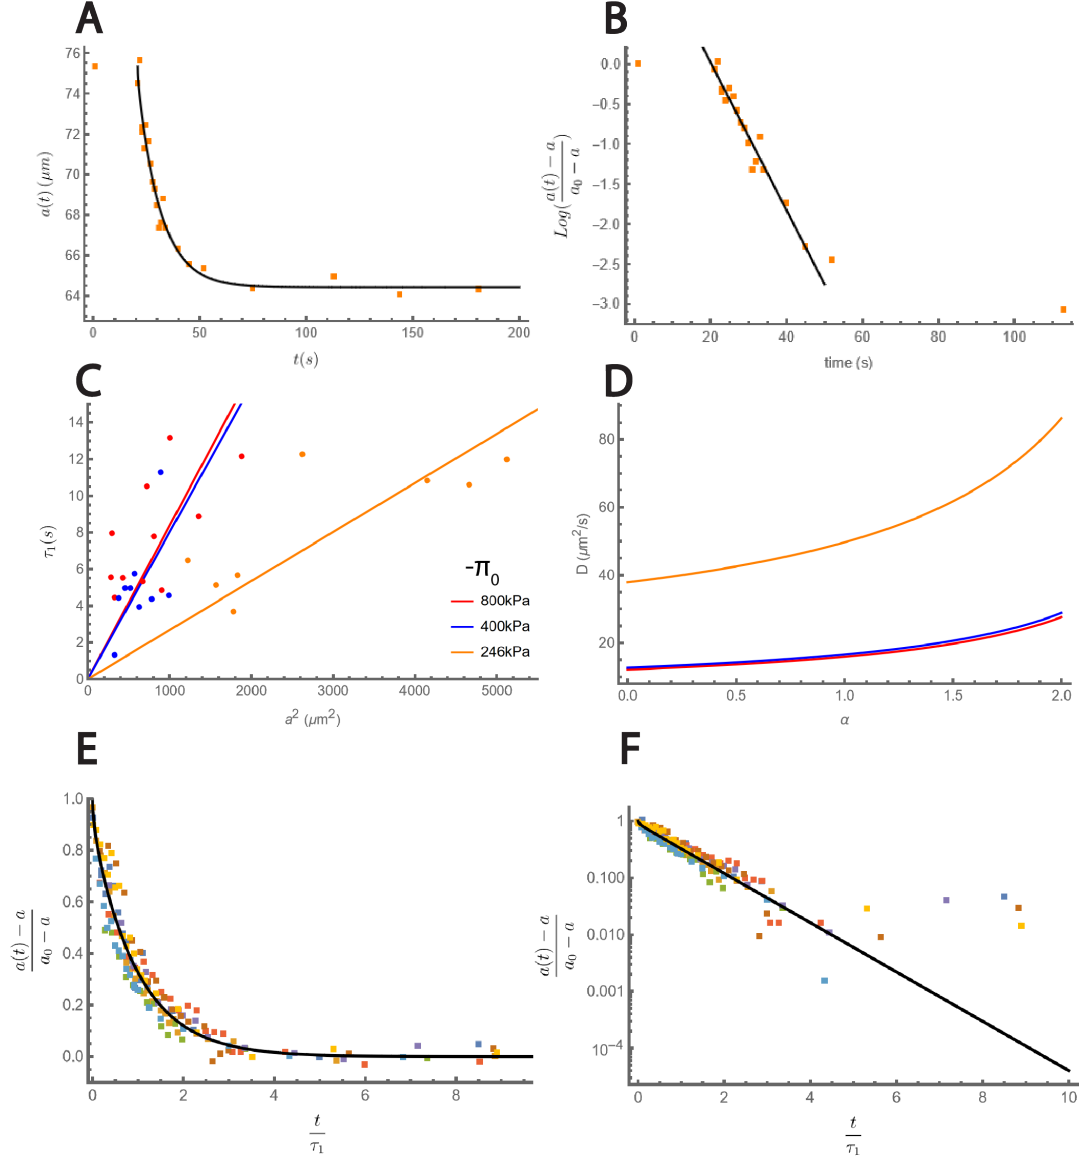 A
76
74
72
70
68
66
64
0
50
100
150
200
a(t) (μm)
t(s)
B
0.0
−0.5
−1.0
−1.5
−2.0
−2.5
−3.0
0
20
40
60
80
100
Log(
a(t) − a
a₀ − a
)
time (s)
C
14
12
10
8
6
4
2
0
0
1000
2000
3000
4000
5000
τ₁(s)
a² (μm²)
-π₀
800kPa
400kPa
246kPa
D
80
60
40
20
0.0
0.5
1.0
1.5
2.0
D (μm²/s)
α
E
1.0
0.8
0.6
0.4
0.2
0.0
0
2
4
6
8
a(t) − a
a₀ − a
t
τ₁
F
1
0.100
0.010
0.001
10⁻⁴
0
2
4
6
8
10
a(t) − a
a₀ − a
t
τ₁